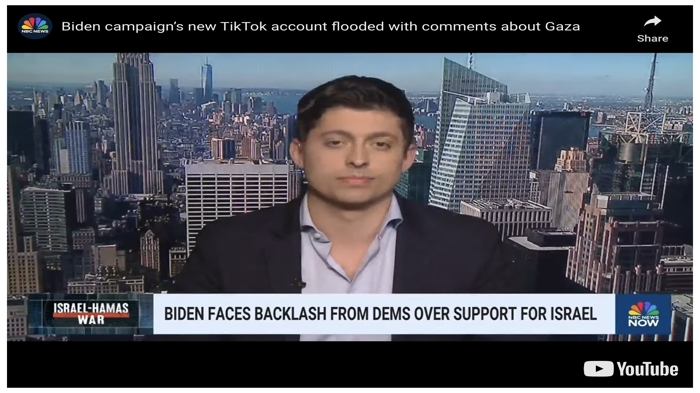 NBC NEWS
Biden campaign's new TikTok account flooded with comments about Gaza
Share
ISRAEL-HAMAS
WAR
BIDEN FACES BACKLASH FROM DEMS OVER SUPPORT FOR ISRAEL
NBC NEWS
NOW
YouTube